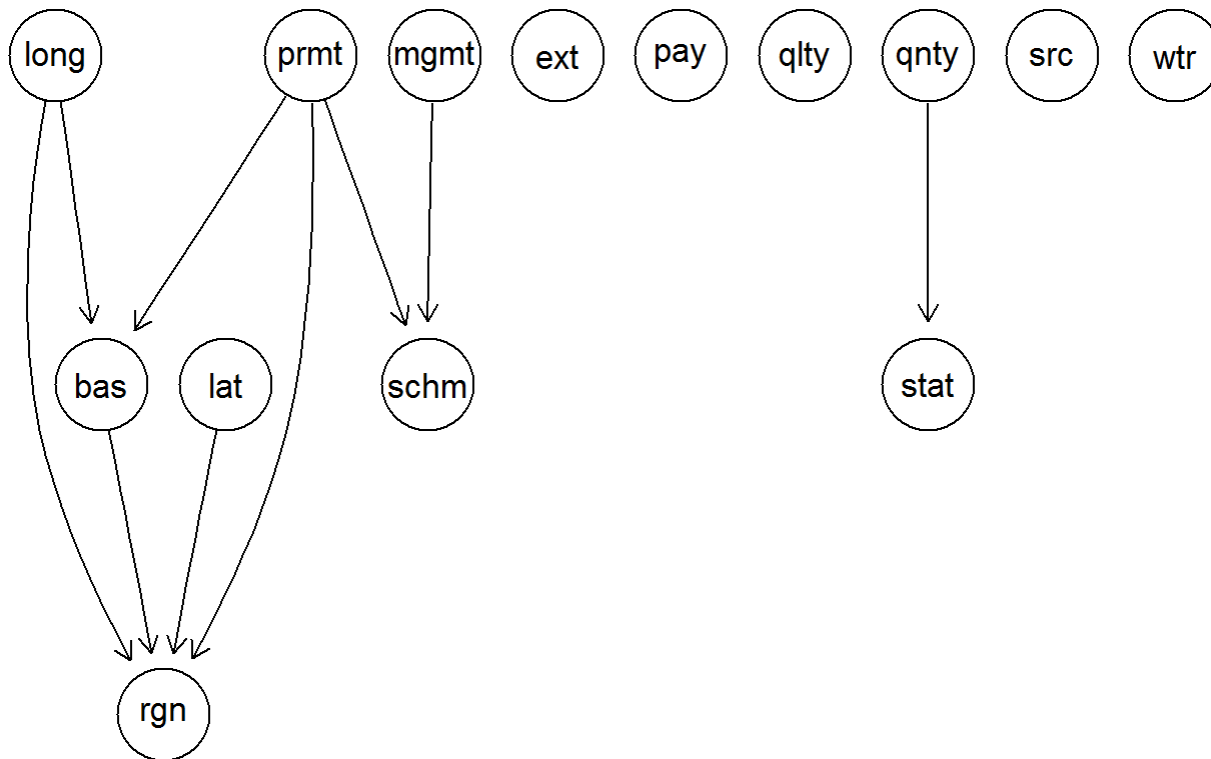 long prmt mgmt ext pay qlty qnty src wtr
bas lat schm stat
rgn